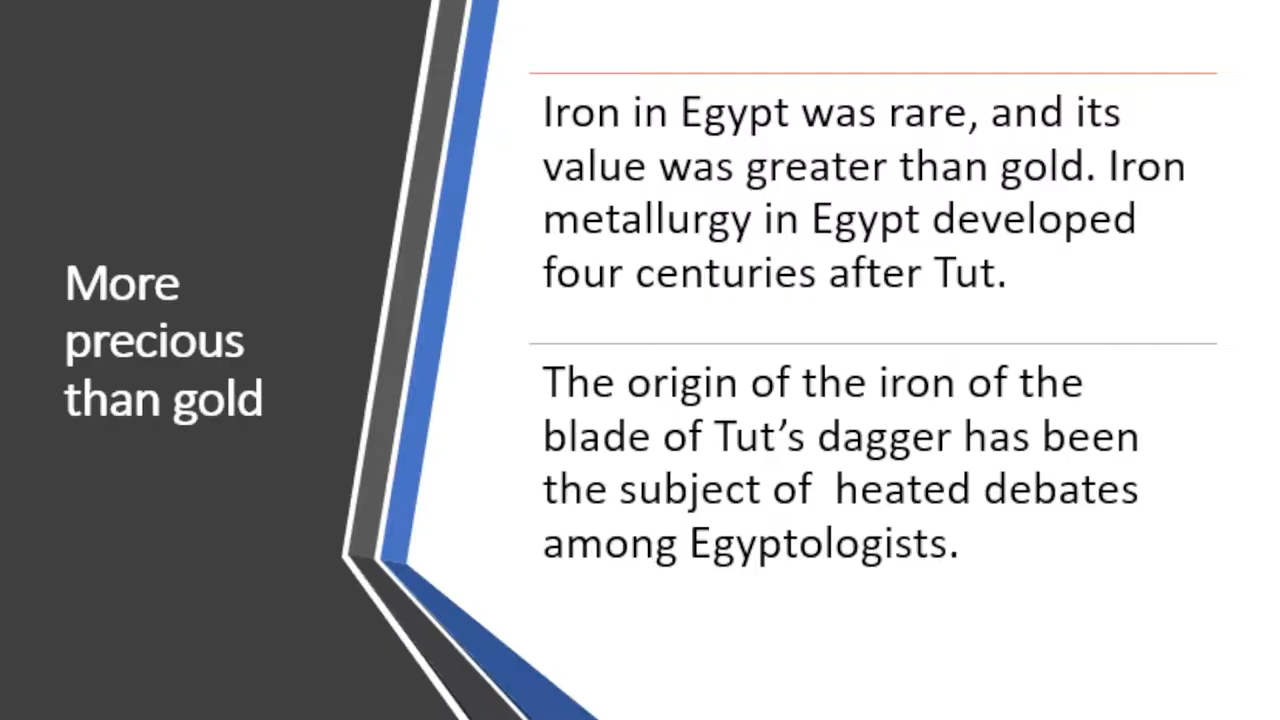 More
precious
than gold
Iron in Egypt was rare, and its
value was greater than gold. Iron
metallurgy in Egypt developed
four centuries after Tut.
The origin of the iron of the
blade of Tut’s dagger has been
the subject of  heated debates
among Egyptologists.